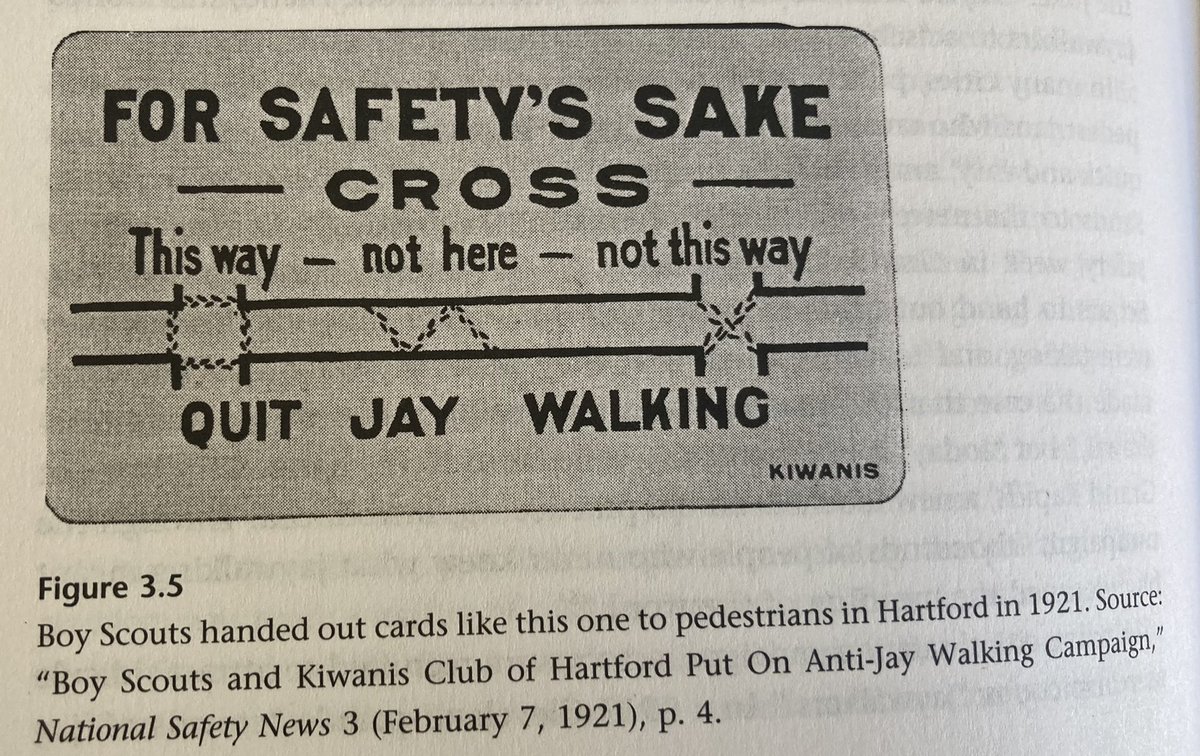 FOR SAFETY'S SAKE
— CROSS —
This way — not here — not this way
QUIT JAY WALKING
KIWANIS
Figure 3.5
Boy Scouts handed out cards like this one to pedestrians in Hartford in 1921. Source:
“Boy Scouts and Kiwanis Club of Hartford Put On Anti-Jay Walking Campaign,”
National Safety News 3 (February 7, 1921), p. 4.